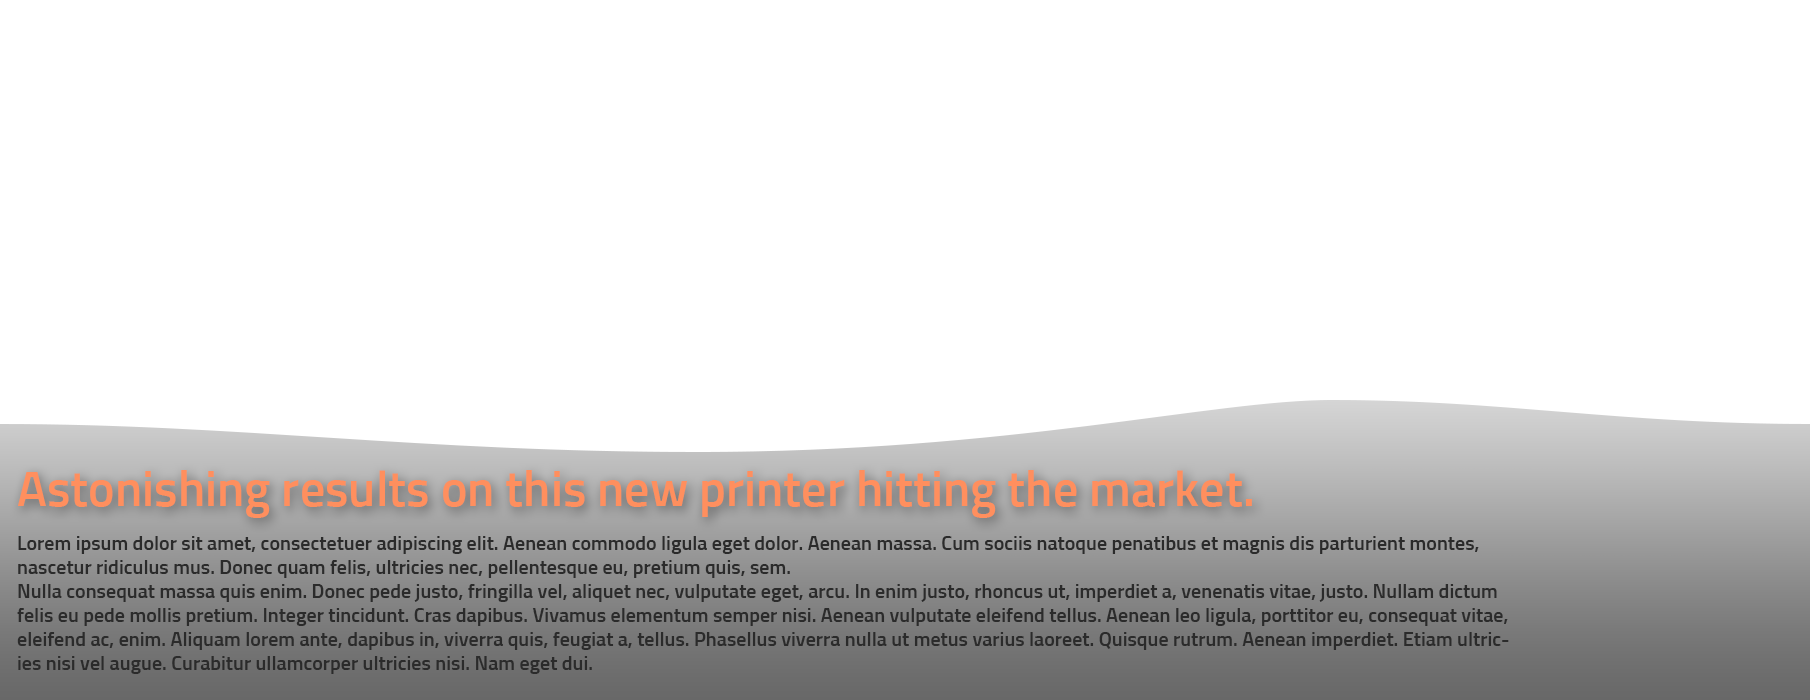 Astonishing results on this new printer hitting the market.
Lorem ipsum dolor sit amet, consectetuer adipiscing elit. Aenean commodo ligula eget dolor. Aenean massa. Cum sociis natoque penatibus et magnis dis parturient montes,
nascetur ridiculus mus. Donec quam felis, ultricies nec, pellentesque eu, pretium quis, sem.
Nulla consequat massa quis enim. Donec pede justo, fringilla vel, aliquet nec, vulputate eget, arcu. In enim justo, rhoncus ut, imperdiet a, venenatis vitae, justo. Nullam dictum
felis eu pede mollis pretium. Integer tincidunt. Cras dapibus. Vivamus elementum semper nisi. Aenean vulputate eleifend tellus. Aenean leo ligula, porttitor eu, consequat vitae,
eleifend ac, enim. Aliquam lorem ante, dapibus in, viverra quis, feugiat a, tellus. Phasellus viverra nulla ut metus varius laoreet. Quisque rutrum. Aenean imperdiet. Etiam ultric-
ies nisi vel augue. Curabitur ullamcorper ultricies nisi. Nam eget dui.